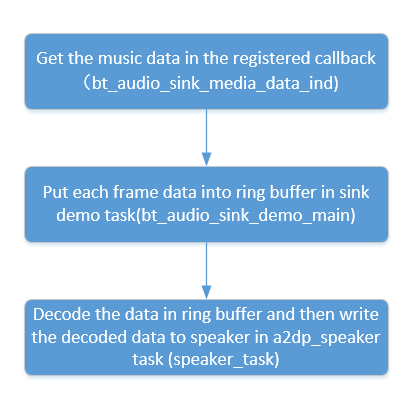 Get the music data in the registered callback
（bt_audio_sink_media_data_ind)
Put each frame data into ring buffer in sink
demo task(bt_audio_sink_demo_main)
Decode the data in ring buffer and then write
the decoded data to speaker in a2dp_speaker
task (speaker_task)